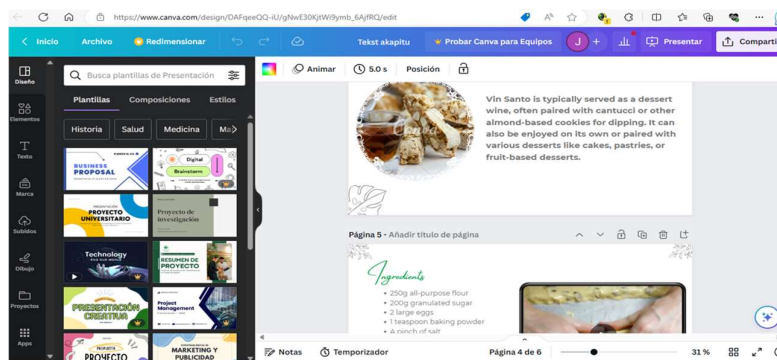 https://www.canva.com/design/DAFqeeQQ-iU/gNwE30KjtWi9ymb_6AjfRQ/edit
Inicio Archivo Redimensionar Tekst akapitu Probar Canva para Equipos J + Presentar Comparti
Diseño
Elementos
Texto
Marca
Subidos
Dibujo
Proyectos
Apps
Busca plantillas de Presentación
Plantillas Composiciones Estilos
Historia Salud Medicina Ma
BUSINESS
PROPOSAL
Digital
Brainstorm
PROYECTO
UNIVERSITARIO
Proyecto de
investigación
Technology
RESUMEN DE
PROYECTO
PRESENTACIÓN
CREATIVA
Project
Management
PROYECTO
MARKETING Y
PUBLICIDAD
Animar 5.0 s Posición
Canva
Vin Santo is typically served as a dessert
wine, often paired with cantucci or other
almond-based cookies for dipping. It can
also be enjoyed on its own or paired with
various desserts like cakes, pastries, or
fruit-based desserts.
Página 5 - Añadir título de página
Ingredients
250g all-purpose flour
200g granulated sugar
2 large eggs
1 teaspoon baking powder
A pinch of salt
Notas Temporizador Página 4 de 6 31 %